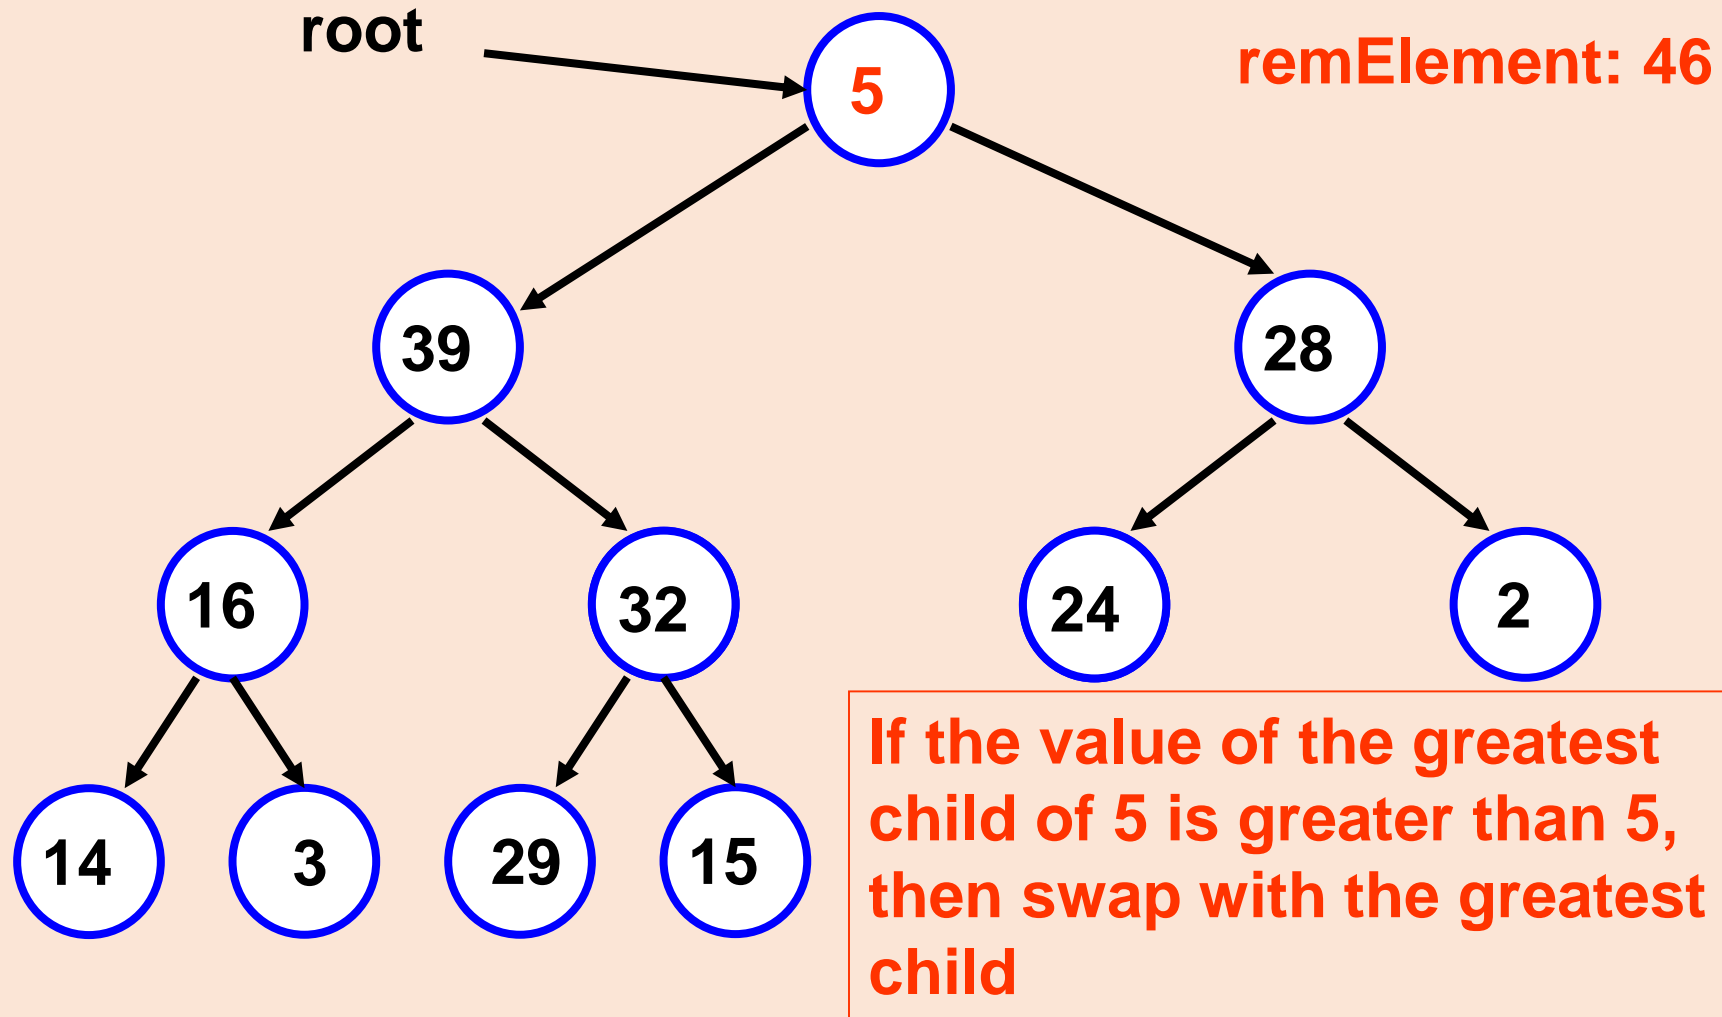 root
5
remElement: 46
39
28
16
32
24
2
14
3
29
15
If the value of the greatest
child of 5 is greater than 5,
then swap with the greatest
child